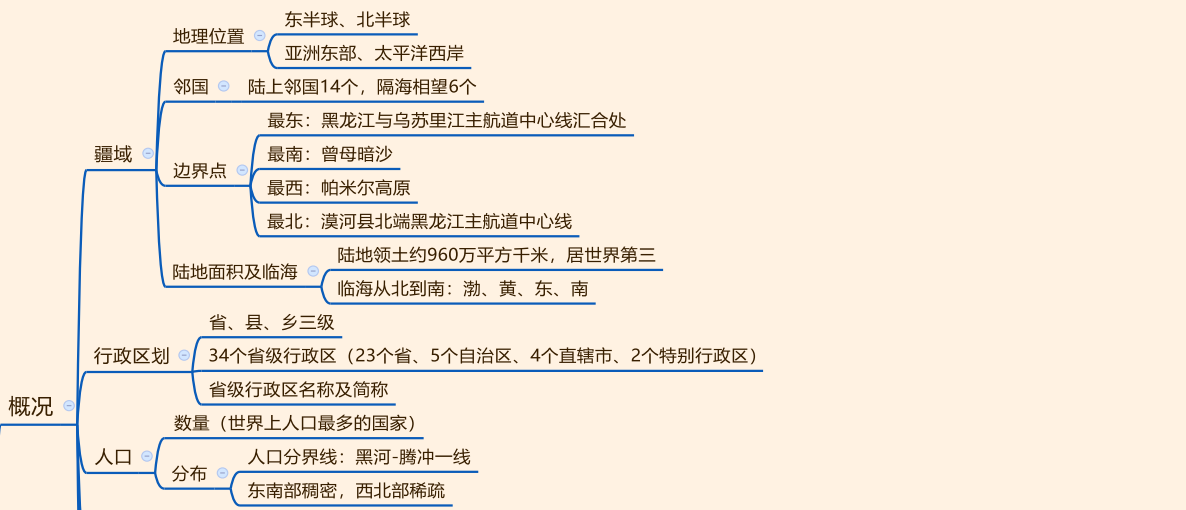 东半球、北半球
地理位置
亚洲东部、太平洋西岸
邻国
陆上邻国14个，隔海相望6个
最东：黑龙江与乌苏里江主航道中心线汇合处
疆域
最南：曾母暗沙
边界点
最西：帕米尔高原
最北：漠河县北端黑龙江主航道中心线
陆地领土约960万平方千米，居世界第三
陆地面积及临海
临海从北到南：渤、黄、东、南
省、县、乡三级
行政区划
34个省级行政区（23个省、5个自治区、4个直辖市、2个特别行政区）
省级行政区名称及简称
概况
数量（世界上人口最多的国家）
人口
人口分界线：黑河-腾冲一线
分布
东南部稠密，西北部稀疏